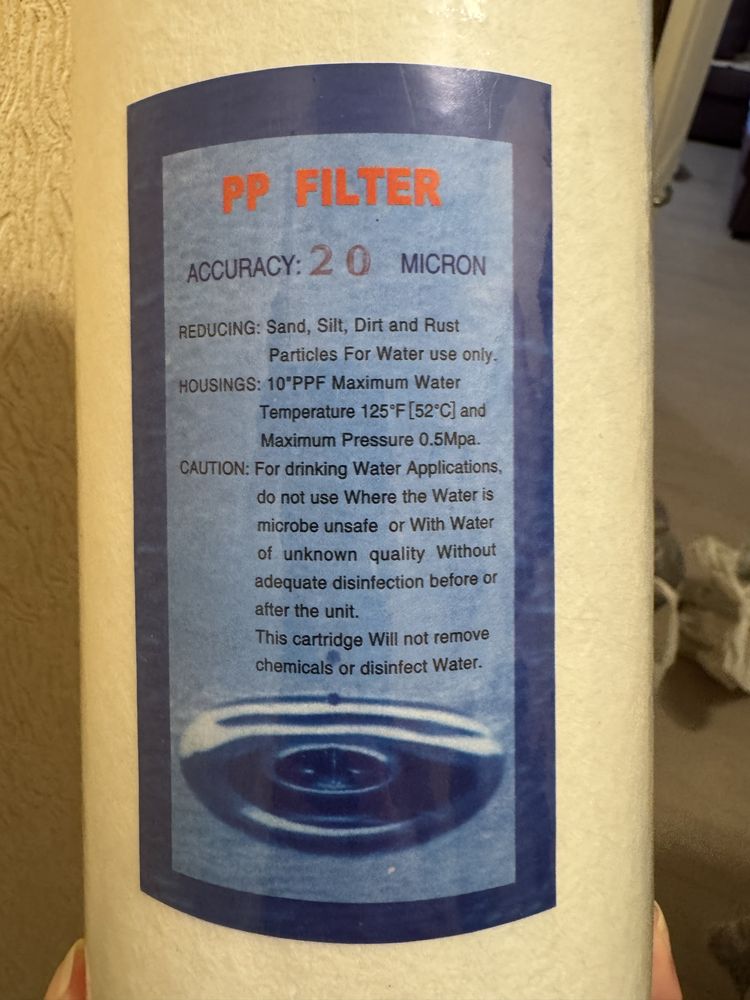 PP FILTER
ACCURACY: 20 MICRON
REDUCING: Sand, Silt, Dirt and Rust
Particles For Water use only.
HOUSINGS: 10"PPF Maximum Water
Temperature 125°F[52°C] and
Maximum Pressure 0.5Mpa.
CAUTION: For drinking Water Applications,
do not use Where the Water is
microbe unsafe or With Water
of unknown quality Without
adequate disinfection before or
after the unit.
This cartridge Will not remove
chemicals or disinfect Water.